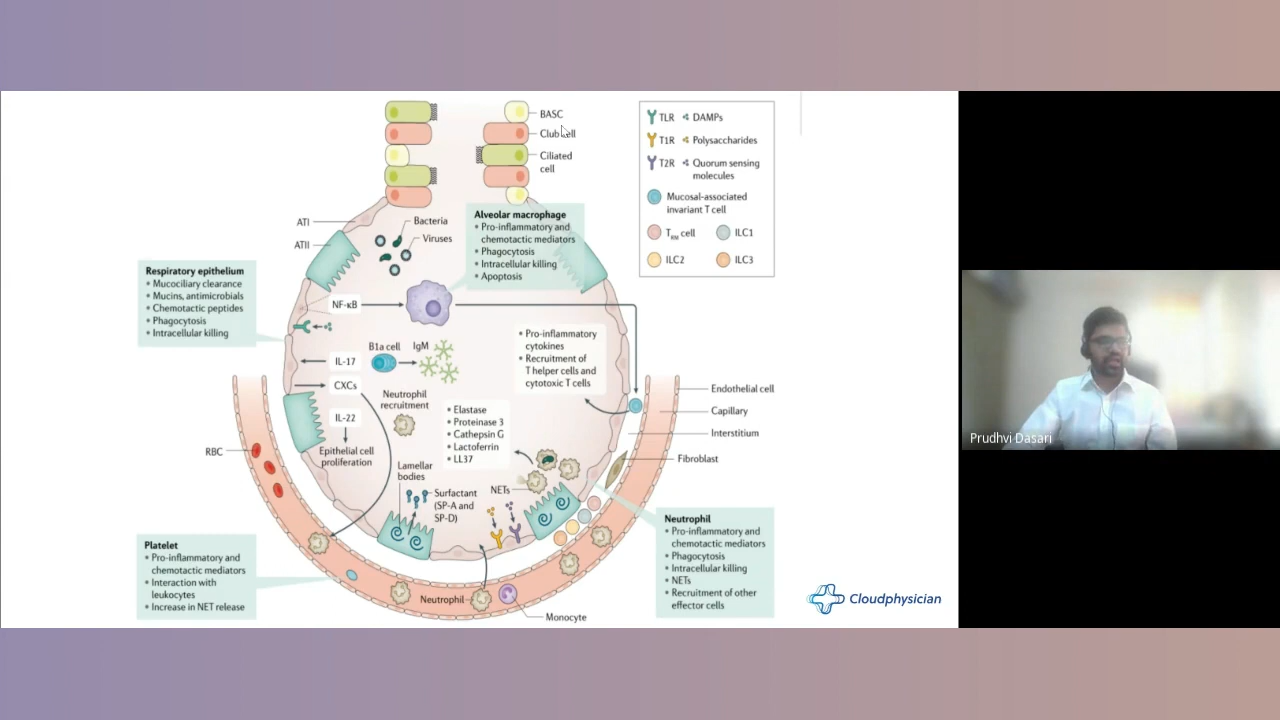 BASC
Club cell
Ciliated
cell
TLR
DAMPs
T1R
Polysaccharides
T2R
Quorum sensing
molecules
Mucosal-associated
invariant T cell
TRM cell
ILC1
ILC2
ILC3
ATI
ATII
Bacteria
Viruses
Alveolar macrophage
• Pro-inflammatory and
chemotactic mediators
• Phagocytosis
• Intracellular killing
• Apoptosis
Respiratory epithelium
• Mucociliary clearance
• Mucins, antimicrobials
• Chemotactic peptides
• Phagocytosis
• Intracellular killing
NF-κB
IL-17
B1a cell
IgM
CXCs
Neutrophil
recruitment
IL-22
Epithelial cell
proliferation
• Pro-inflammatory
cytokines
• Recruitment of
T helper cells and
cytotoxic T cells
• Elastase
• Proteinase 3
• Cathepsin G
• Lactoferrin
• LL37
Endothelial cell
Capillary
Interstitium
Fibroblast
RBC
Lamellar
bodies
Surfactant
(SP-A and
SP-D)
NETs
Platelet
• Pro-inflammatory and
chemotactic mediators
• Interaction with
leukocytes
• Increase in NET release
Neutrophil
Monocyte
Neutrophil
• Pro-inflammatory and
chemotactic mediators
• Phagocytosis
• Intracellular killing
• NETs
• Recruitment of other
effector cells
Cloudphysician
Prudhvi Dasari